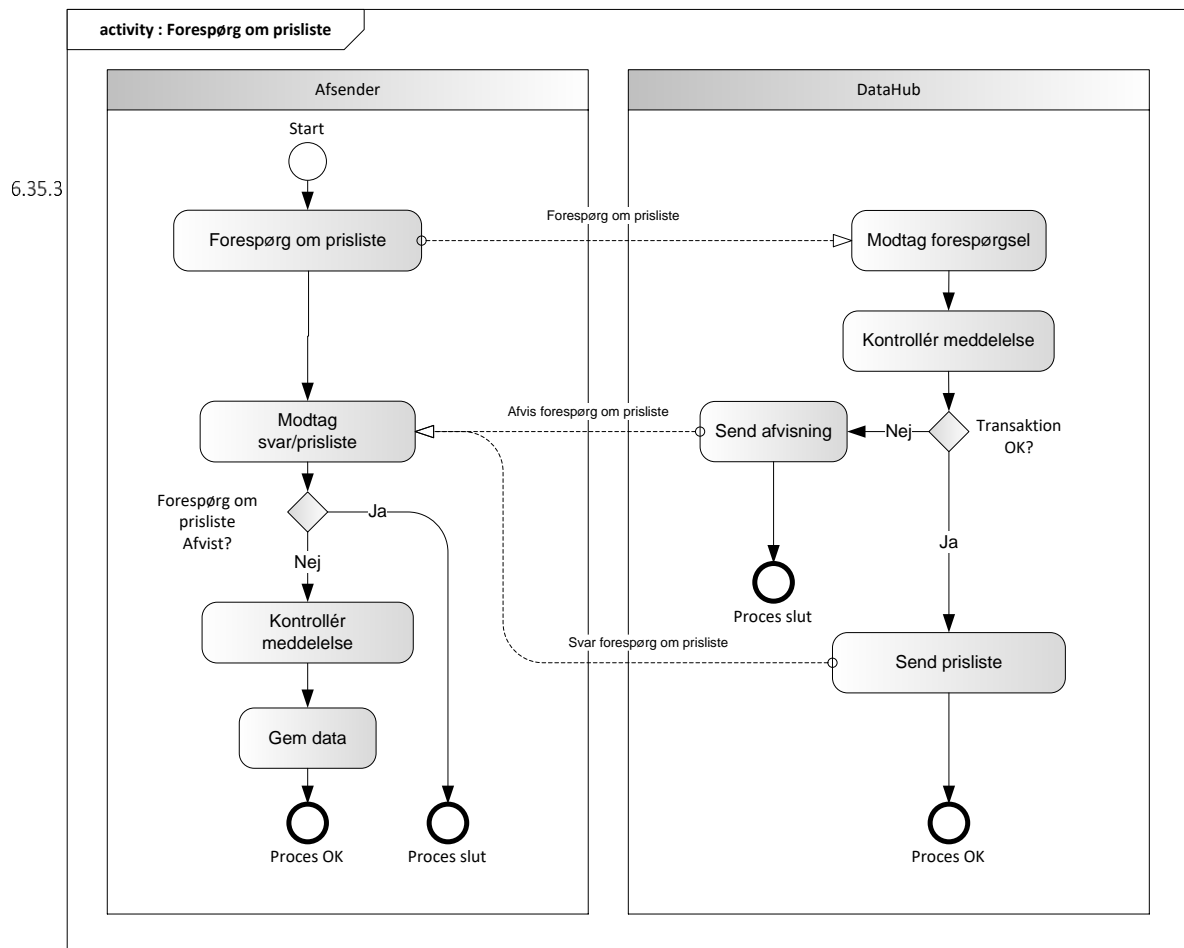 activity : Forespørg om prisliste
Afsender
DataHub
Start
6.35.3
Forespørg om prisliste
Forespørg om prisliste
Modtag forespørgsel
Kontrollér meddelelse
Modtag
svar/prisliste
Afvis forespørg om prisliste
Send afvisning
Nej
Transaktion
OK?
Forespørg om
prisliste
Afvist?
Ja
Nej
Ja
Proces slut
Kontrollér
meddelelse
Svar forespørg om prisliste
Send prisliste
Gem data
Proces OK
Proces slut
Proces OK